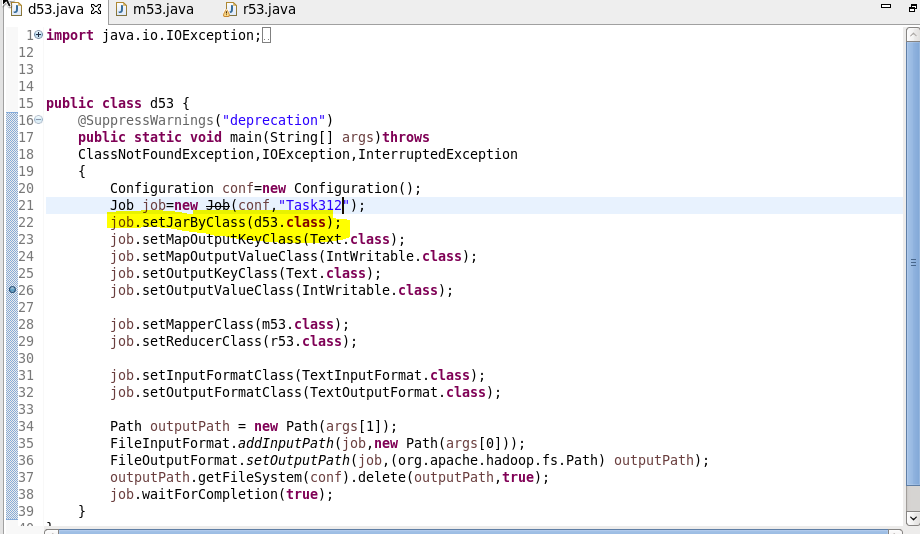 d53.java m53.java r53.java
1 import java.io.IOException;
12
13
14
15 public class d53 {
16 @SuppressWarnings("deprecation")
17 public static void main(String[] args)throws
18 ClassNotFoundException,IOException,InterruptedException
19 {
20 Configuration conf=new Configuration();
21 Job job=new Job(conf,"Task312");
22 job.setJarByClass(d53.class);
23 job.setMapOutputKeyClass(Text.class);
24 job.setMapOutputValueClass(IntWritable.class);
25 job.setOutputKeyClass(Text.class);
26 job.setOutputValueClass(IntWritable.class);
27
28 job.setMapperClass(m53.class);
29 job.setReducerClass(r53.class);
30
31 job.setInputFormatClass(TextInputFormat.class);
32 job.setOutputFormatClass(TextOutputFormat.class);
33
34 Path outputPath = new Path(args[1]);
35 FileInputFormat.addInputPath(job,new Path(args[0]));
36 FileOutputFormat.setOutputPath(job,(org.apache.hadoop.fs.Path) outputPath);
37 outputPath.getFileSystem(conf).delete(outputPath,true);
38 job.waitForCompletion(true);
39 }